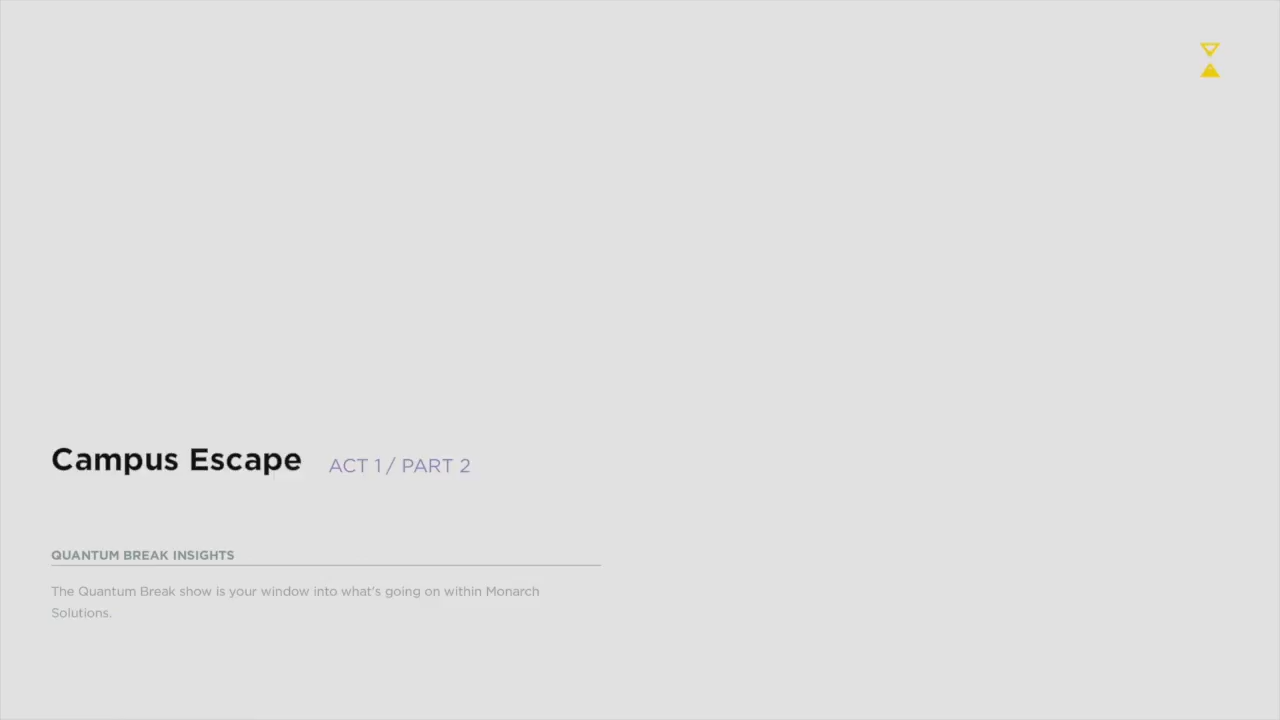 Campus Escape ACT 1 / PART 2
QUANTUM BREAK INSIGHTS
The Quantum Break show is your window into what's going on within Monarch
Solutions.